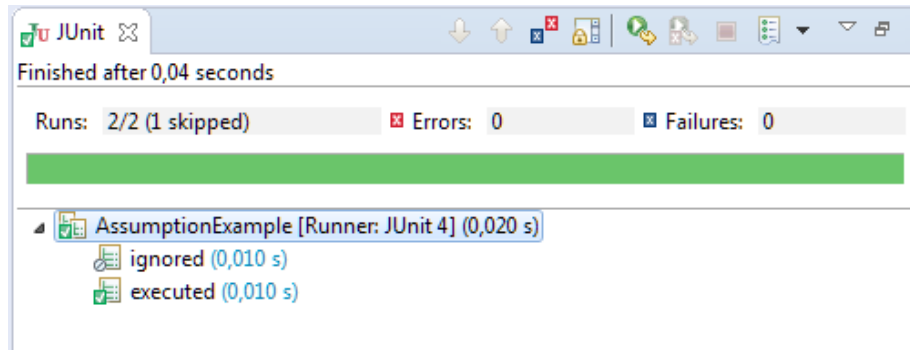 JUnit
Finished after 0,04 seconds
Runs: 2/2 (1 skipped) Errors: 0 Failures: 0
AssumptionExample [Runner: JUnit 4] (0,020 s)
ignored (0,010 s)
executed (0,010 s)